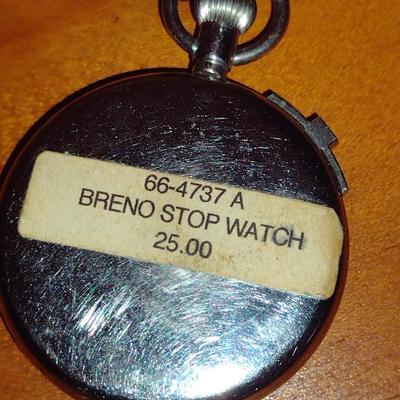 66-4737 A
BRENO STOP WATCH
25.00